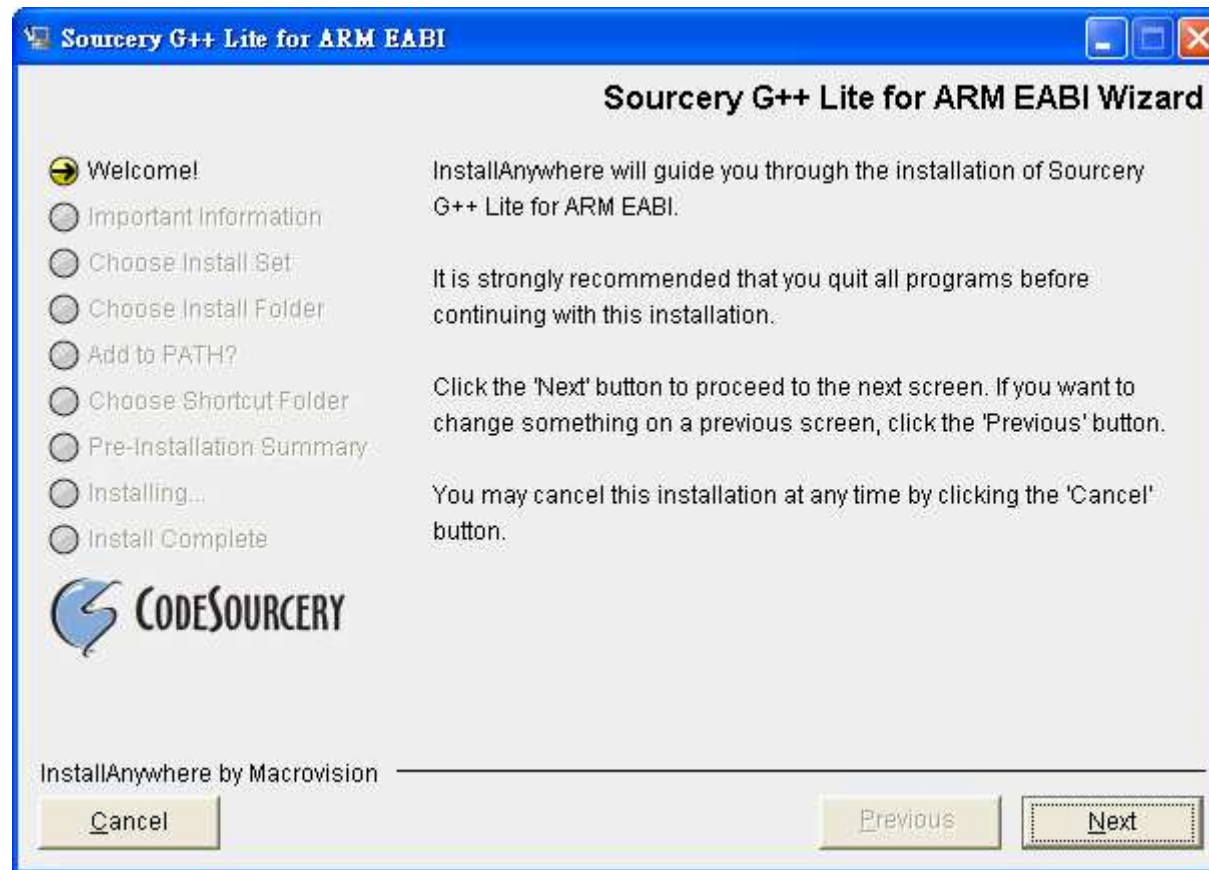 Sourcery G++ Lite for ARM EABI
Sourcery G++ Lite for ARM EABI Wizard
Welcome!
Important Information
Choose Install Set
Choose Install Folder
Add to PATH?
Choose Shortcut Folder
Pre-Installation Summary
Installing...
Install Complete
CODESOURCERY
InstallAnywhere will guide you through the installation of Sourcery
G++ Lite for ARM EABI.
It is strongly recommended that you quit all programs before
continuing with this installation.
Click the 'Next' button to proceed to the next screen. If you want to
change something on a previous screen, click the 'Previous' button.
You may cancel this installation at any time by clicking the 'Cancel'
button.
InstallAnywhere by Macrovision
Cancel
Previous
Next